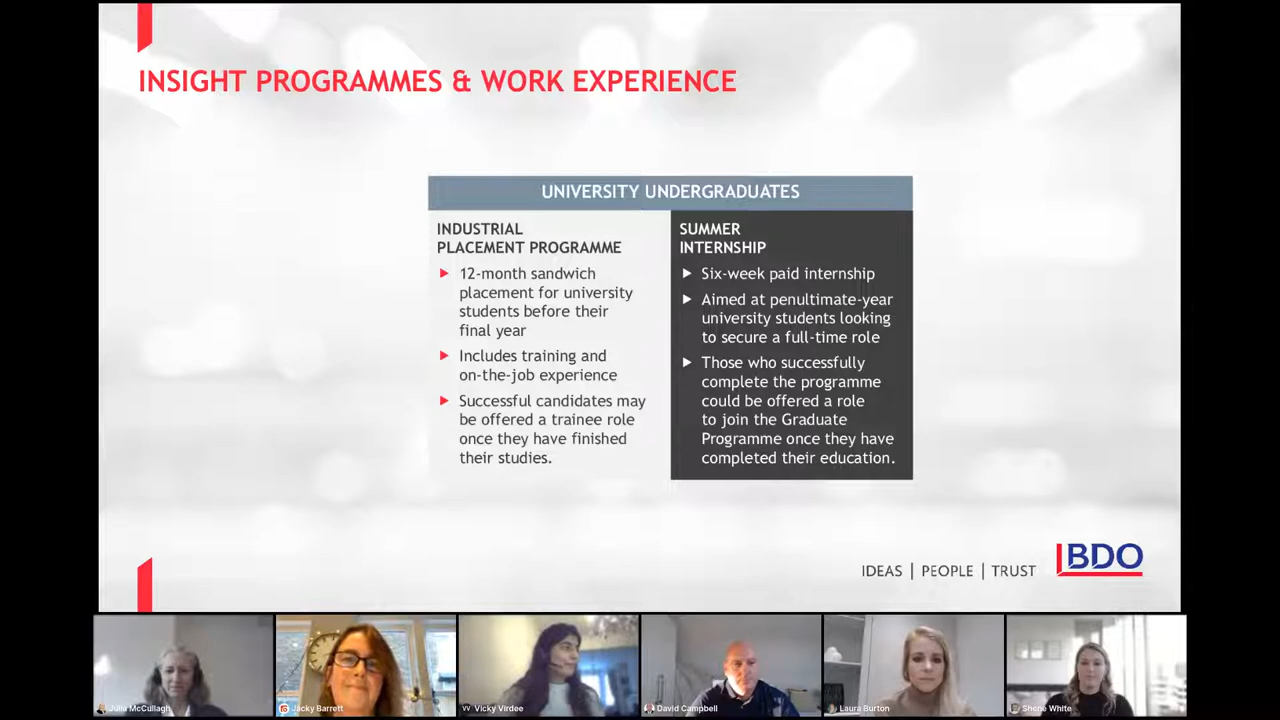 INSIGHT PROGRAMMES & WORK EXPERIENCE
UNIVERSITY UNDERGRADUATES
INDUSTRIAL
PLACEMENT PROGRAMME
12-month sandwich
placement for university
students before their
final year
Includes training and
on-the-job experience
Successful candidates may
be offered a trainee role
once they have finished
their studies.
SUMMER
INTERNSHIP
Six-week paid internship
Aimed at penultimate-year
university students looking
to secure a full-time role
Those who successfully
complete the programme
could be offered a role
to join the Graduate
Programme once they have
completed their education.
IDEAS | PEOPLE | TRUST
BDO
Julia McCullagh
Jacky Barrett
VV Vicky Virdee
David Campbell
Laura Burton
Shene White